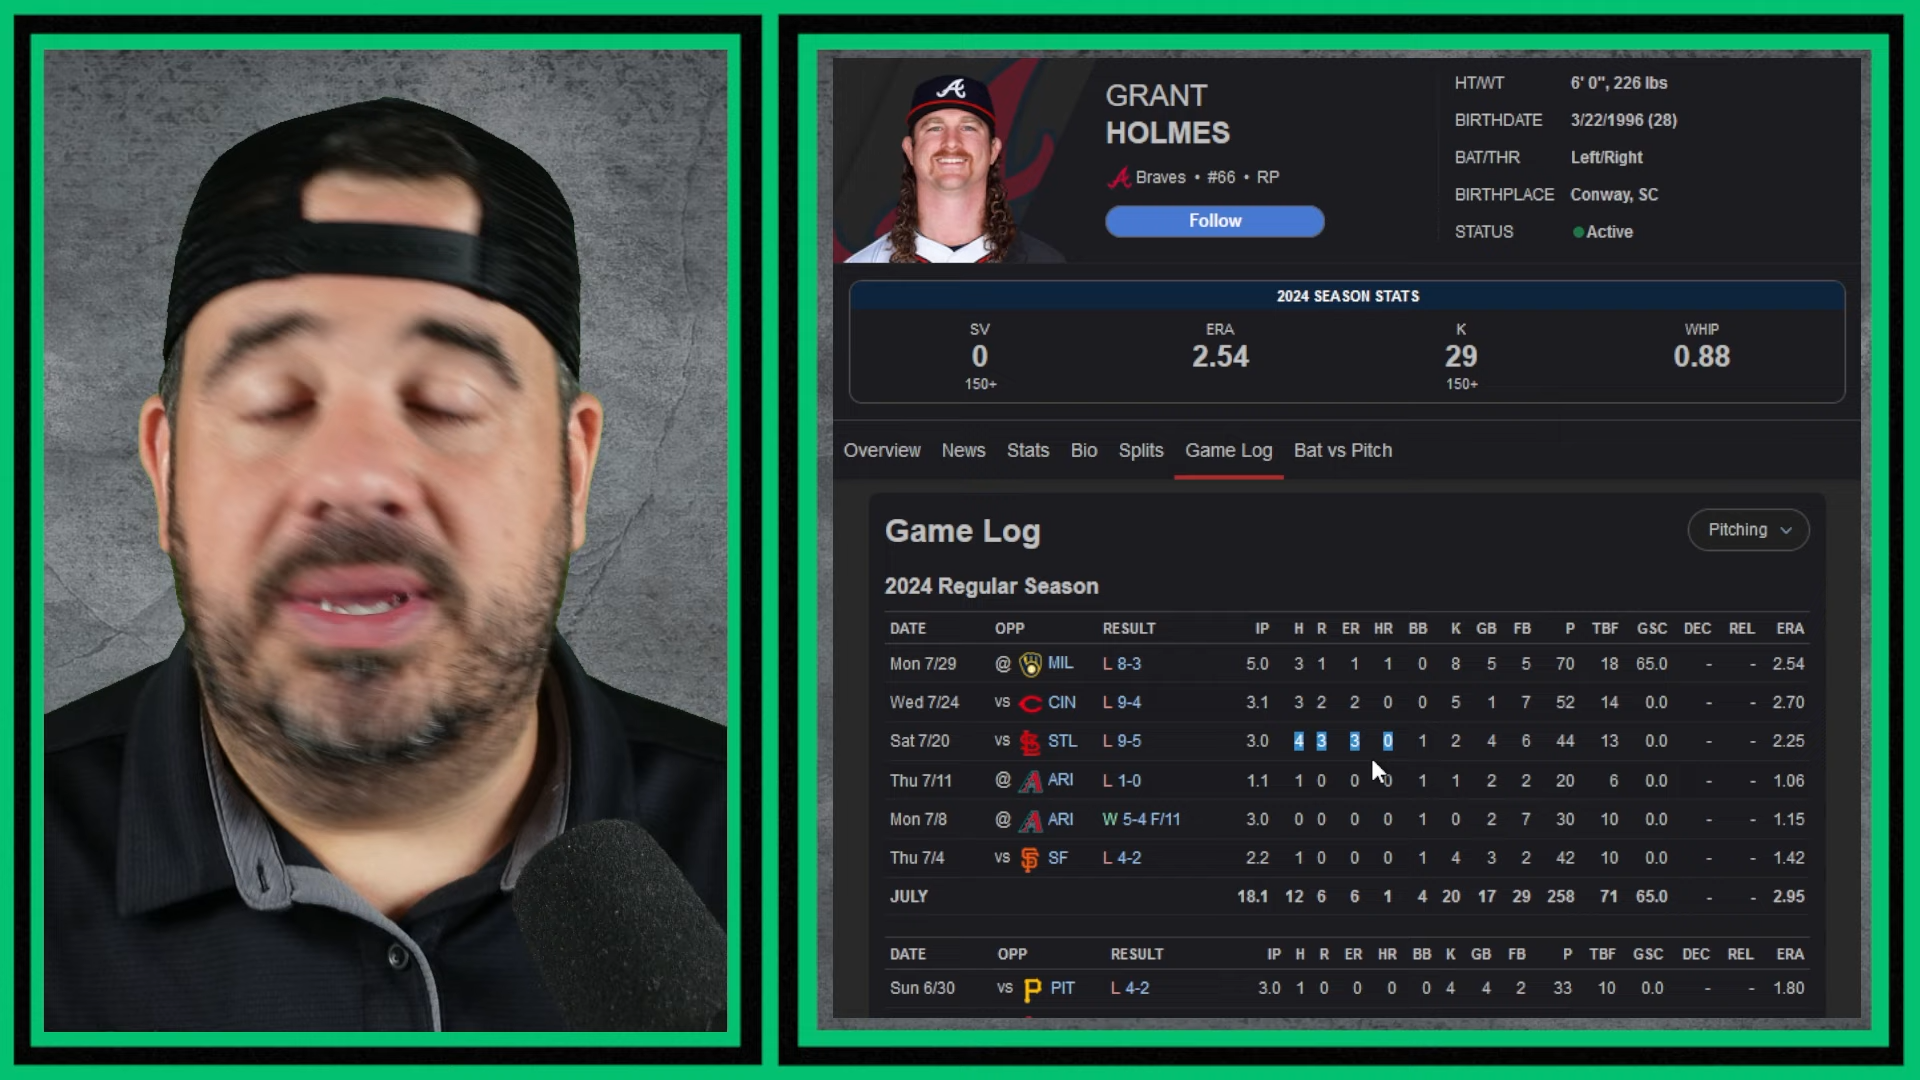 GRANT
HOLMES
Braves • #66 • RP
Follow
HT/WT 6' 0", 226 lbs
BIRTHDATE 3/22/1996 (28)
BAT/THR Left/Right
BIRTHPLACE Conway, SC
STATUS Active
2024 SEASON STATS
SV ERA K WHIP
0 2.54 29 0.88
150+ 150+
Overview News Stats Bio Splits Game Log Bat vs Pitch
Game Log
Pitching
2024 Regular Season
DATE OPP RESULT IP H R ER HR BB K GB FB P TBF GSC DEC REL ERA
Mon 7/29 @ MIL L 8-3 5.0 3 1 1 1 0 8 5 5 70 18 65.0 - - 2.54
Wed 7/24 vs CIN L 9-4 3.1 3 2 2 0 0 5 1 7 52 14 0.0 - - 2.70
Sat 7/20 vs STL L 9-5 3.0 4 3 3 0 1 2 4 6 44 13 0.0 - - 2.25
Thu 7/11 @ ARI L 1-0 1.1 1 0 0 0 1 1 2 2 20 6 0.0 - - 1.06
Mon 7/8 @ ARI W 5-4 F/11 3.0 0 0 0 0 1 0 2 7 30 10 0.0 - - 1.15
Thu 7/4 vs SF L 4-2 2.2 1 0 0 0 1 4 3 2 42 10 0.0 - - 1.42
JULY 18.1 12 6 6 1 4 20 17 29 258 71 65.0 - - 2.95
DATE OPP RESULT IP H R ER HR BB K GB FB P TBF GSC DEC REL ERA
Sun 6/30 vs PIT L 4-2 3.0 1 0 0 0 0 4 4 2 33 10 0.0 - - 1.80